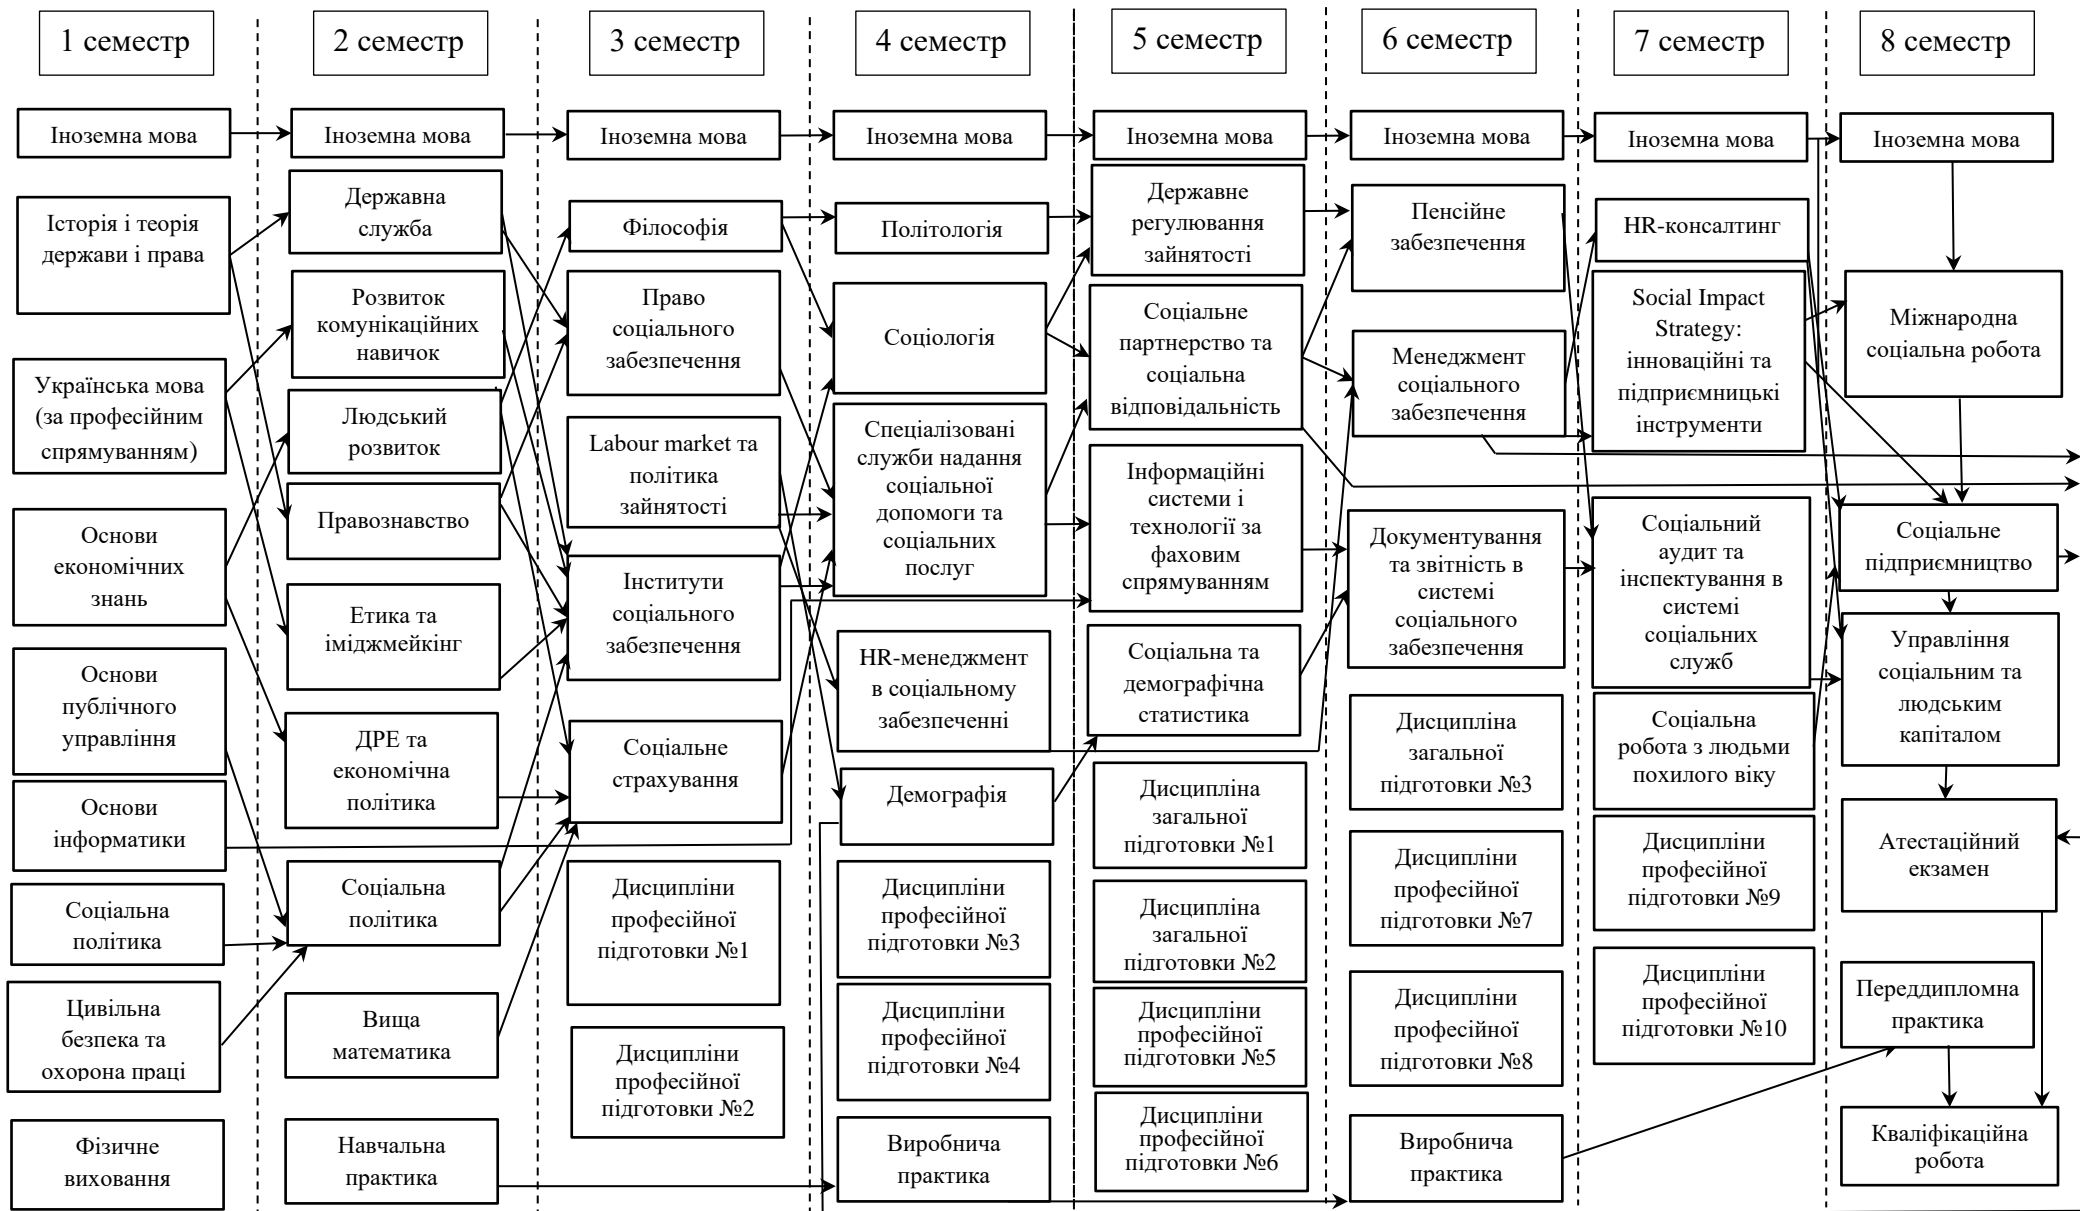 1 семестр
2 семестр
3 семестр
4 семестр
5 семестр
6 семестр
7 семестр
8 семестр
Іноземна мова
Історія і теорія
держави і права
Українська мова
(за професійним
спрямуванням)
Основи
економічних
знань
Основи
публічного
управління
Основи
інформатики
Соціальна
політика
Цивільна
безпека та
охорона праці
Фізичне
виховання
Іноземна мова
Державна
служба
Розвиток
комунікаційних
навичок
Людський
розвиток
Правознавство
Етика та
іміджмейкінг
ДРЕ та
економічна
політика
Соціальна
політика
Вища
математика
Навчальна
практика
Іноземна мова
Філософія
Право
соціального
забезпечення
Labour market та
політика
зайнятості
Інститути
соціального
забезпечення
Соціальне
страхування
Дисципліни
професійної
підготовки №1
Дисципліни
професійної
підготовки №2
Іноземна мова
Політологія
Соціологія
Спеціалізовані
служби надання
соціальної
допомоги та
соціальних
послуг
HR-менеджмент
в соціальному
забезпеченні
Демографія
Дисципліни
професійної
підготовки №3
Дисципліни
професійної
підготовки №4
Виробнича
практика
Іноземна мова
Державне
регулювання
зайнятості
Соціальне
партнерство та
соціальна
відповідальність
Інформаційні
системи і
технології за
фаховим
спрямуванням
Соціальна та
демографічна
статистика
Дисципліна
загальної
підготовки №1
Дисципліна
загальної
підготовки №2
Дисципліни
професійної
підготовки №5
Дисципліни
професійної
підготовки №6
Іноземна мова
Пенсійне
забезпечення
Менеджмент
соціального
забезпечення
Документування
та звітність в
системі
соціального
забезпечення
Дисципліна
загальної
підготовки №3
Дисципліни
професійної
підготовки №7
Дисципліни
професійної
підготовки №8
Виробнича
практика
Іноземна мова
HR-консалтинг
Social Impact
Strategy:
інноваційні та
підприємницькі
інструменти
Соціальний
аудит та
інспектування в
системі
соціальних
служб
Соціальна
робота з людьми
похилого віку
Дисципліни
професійної
підготовки №9
Дисципліни
професійної
підготовки №10
Іноземна мова
Міжнародна
соціальна робота
Соціальне
підприємництво
Управління
соціальним та
людським
капіталом
Атестаційний
екзамен
Переддипломна
практика
Кваліфікаційна
робота